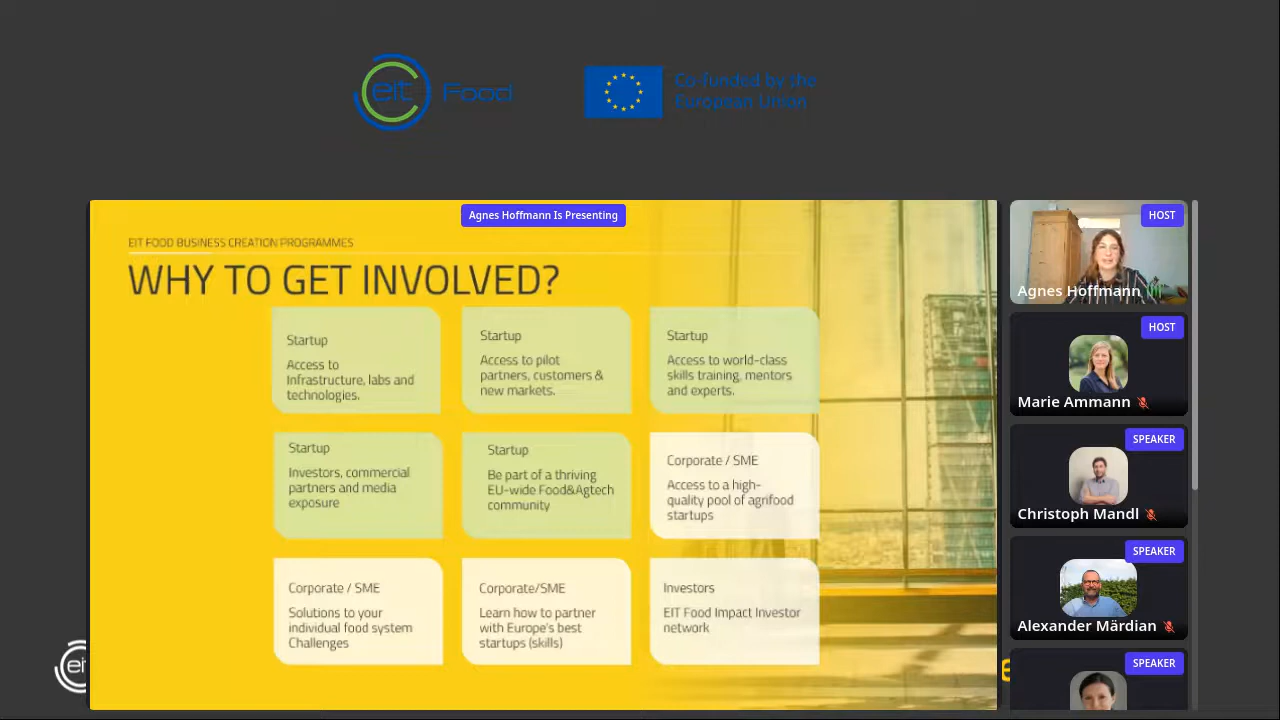 eit Food
Co-funded by the
European Union
Agnes Hoffmann Is Presenting
EIT FOOD BUSINESS CREATION PROGRAMMES
WHY TO GET INVOLVED?
Startup
Access to
Infrastructure, labs and
technologies.
Startup
Access to pilot
partners, customers &
new markets.
Startup
Access to world-class
skills training, mentors
and experts.
Startup
Investors, commercial
partners and media
exposure
Startup
Be part of a thriving
EU-wide Food&Agtech
community
Corporate / SME
Access to a high-
quality pool of agrifood
startups
Corporate / SME
Solutions to your
individual food system
Challenges
Corporate/SME
Learn how to partner
with Europe's best
startups (skills)
Investors
EIT Food Impact Investor
network
HOST
Agnes Hoffmann
HOST
Marie Ammann
SPEAKER
Christoph Mandl
SPEAKER
Alexander Märdian
SPEAKER
eit